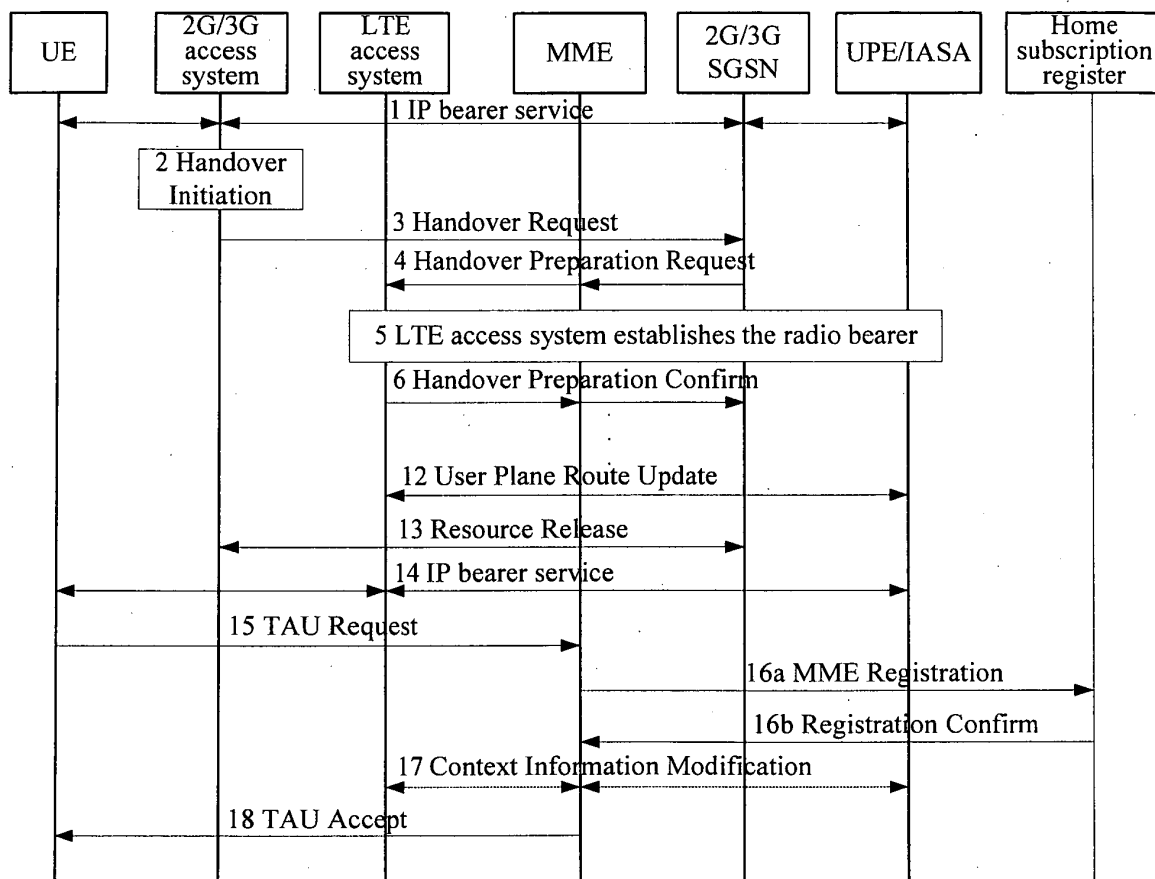 UE
2G/3G
access
system
LTE
access
system
MME
2G/3G
SGSN
UPE/IASA
Home
subscription
register
1 IP bearer service
2 Handover
Initiation
3 Handover Request
4 Handover Preparation Request
5 LTE access system establishes the radio bearer
6 Handover Preparation Confirm
12 User Plane Route Update
13 Resource Release
14 IP bearer service
15 TAU Request
16a MME Registration
16b Registration Confirm
17 Context Information Modification
18 TAU Accept